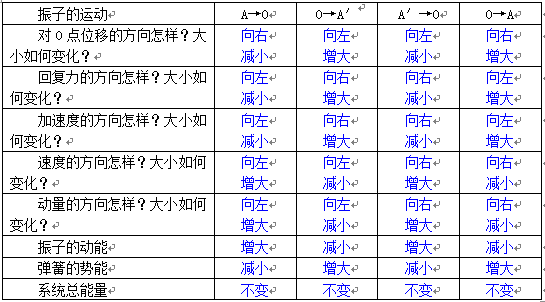 振子的运动 A→O O→A′ A′→O O→A
对O点位移的方向怎样？大 向右 向左 向左 向右
小如何变化？ 减小 增大 减小 增大
回复力的方向怎样？大小如 向左 向右 向右 向左
何变化？ 减小 增大 减小 增大
加速度的方向怎样？大小如 向左 向右 向右 向左
何变化？ 减小 增大 减小 增大
速度的方向怎样？大小如何 向左 向左 向右 向右
变化？ 增大 减小 增大 减小
动量的方向怎样？大小如何 向左 向左 向右 向右
变化？ 增大 减小 增大 减小
振子的动能 增大 减小 增大 减小
弹簧的势能 减小 增大 减小 增大
系统总能量 不变 不变 不变 不变